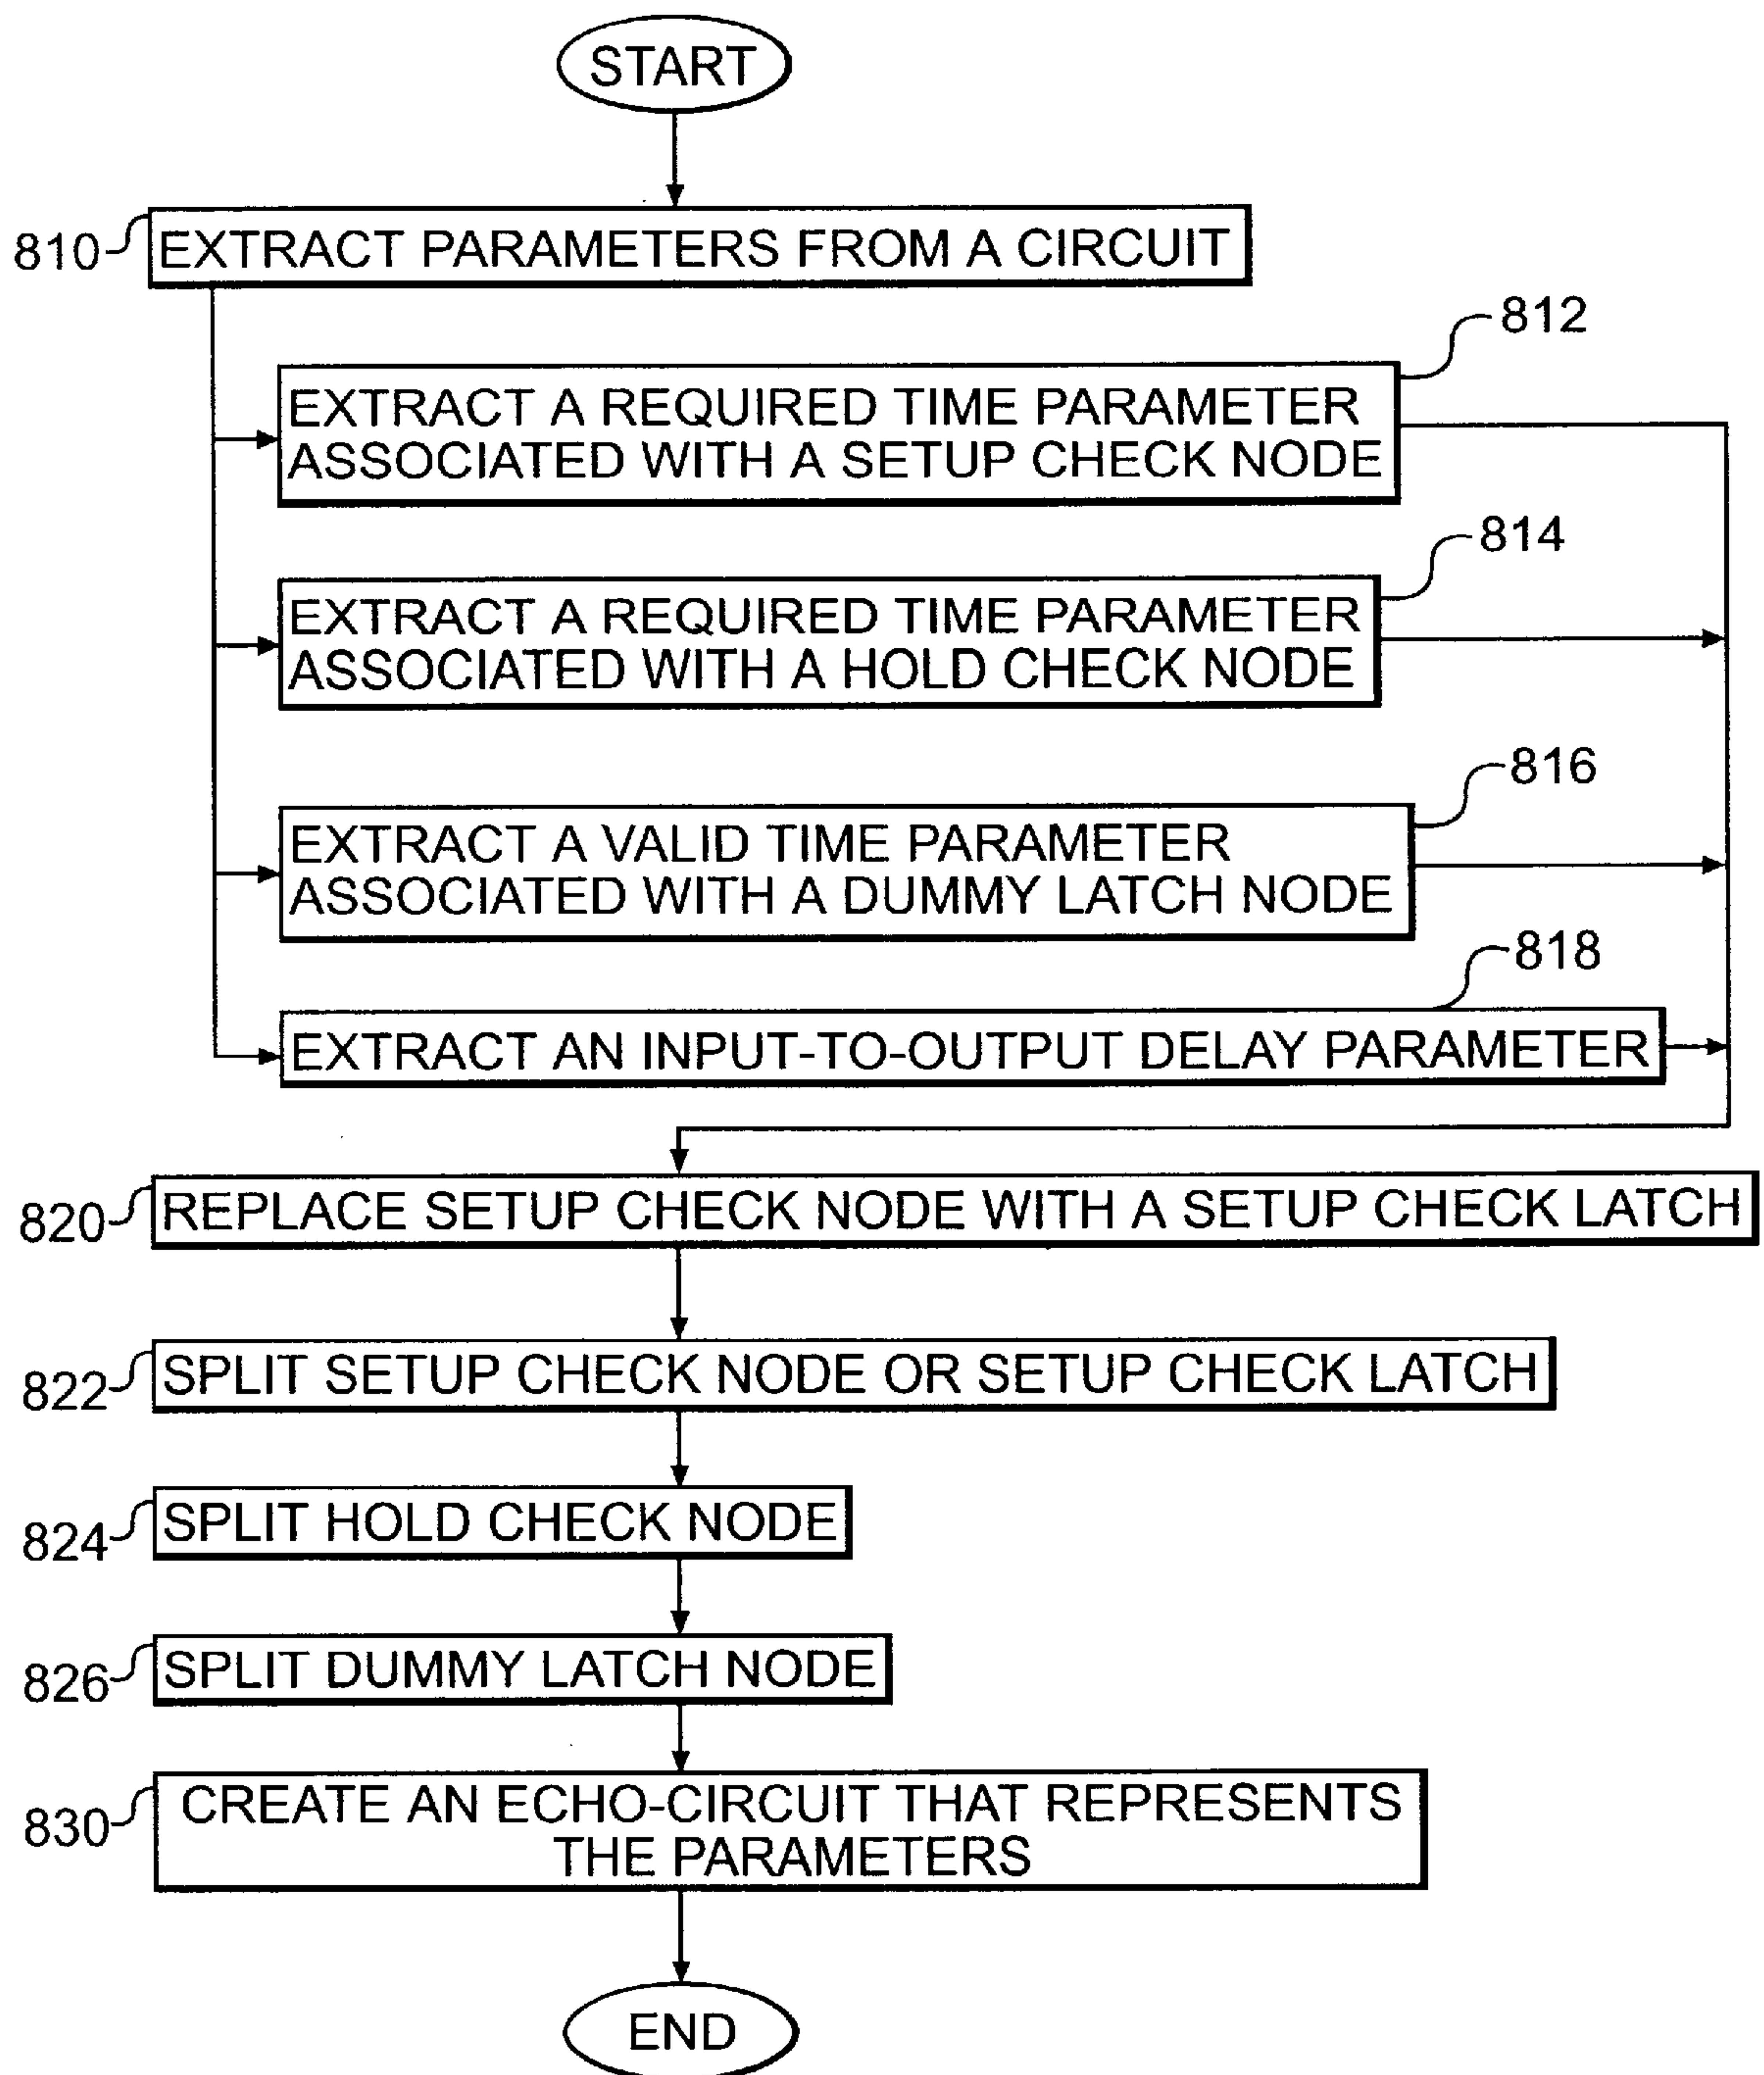 START
810
EXTRACT PARAMETERS FROM A CIRCUIT
812
EXTRACT A REQUIRED TIME PARAMETER
ASSOCIATED WITH A SETUP CHECK NODE
814
EXTRACT A REQUIRED TIME PARAMETER
ASSOCIATED WITH A HOLD CHECK NODE
816
EXTRACT A VALID TIME PARAMETER
ASSOCIATED WITH A DUMMY LATCH NODE
818
EXTRACT AN INPUT-TO-OUTPUT DELAY PARAMETER
820
REPLACE SETUP CHECK NODE WITH A SETUP CHECK LATCH
822
SPLIT SETUP CHECK NODE OR SETUP CHECK LATCH
824
SPLIT HOLD CHECK NODE
826
SPLIT DUMMY LATCH NODE
830
CREATE AN ECHO-CIRCUIT THAT REPRESENTS
THE PARAMETERS
END